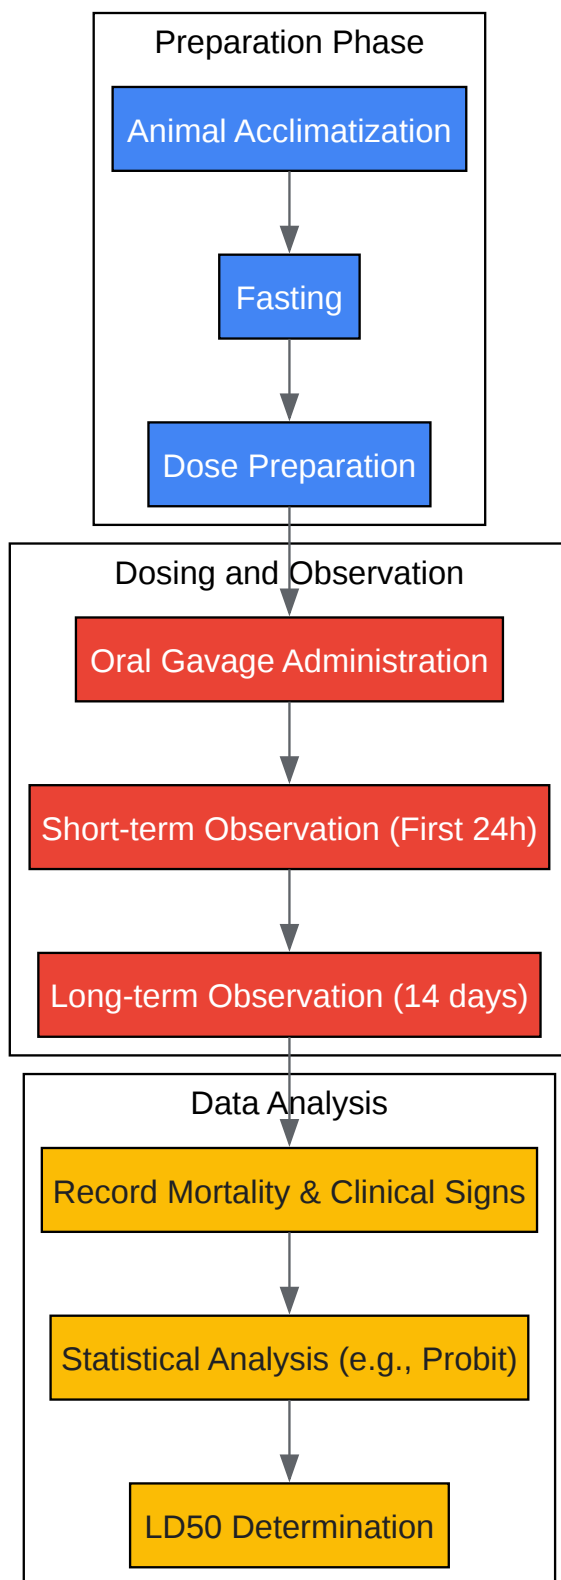 Preparation Phase
Animal Acclimatization
Fasting
Dose Preparation
Dosing and Observation
Oral Gavage Administration
Short-term Observation (First 24h)
Long-term Observation (14 days)
Data Analysis
Record Mortality & Clinical Signs
Statistical Analysis (e.g., Probit)
LD50 Determination